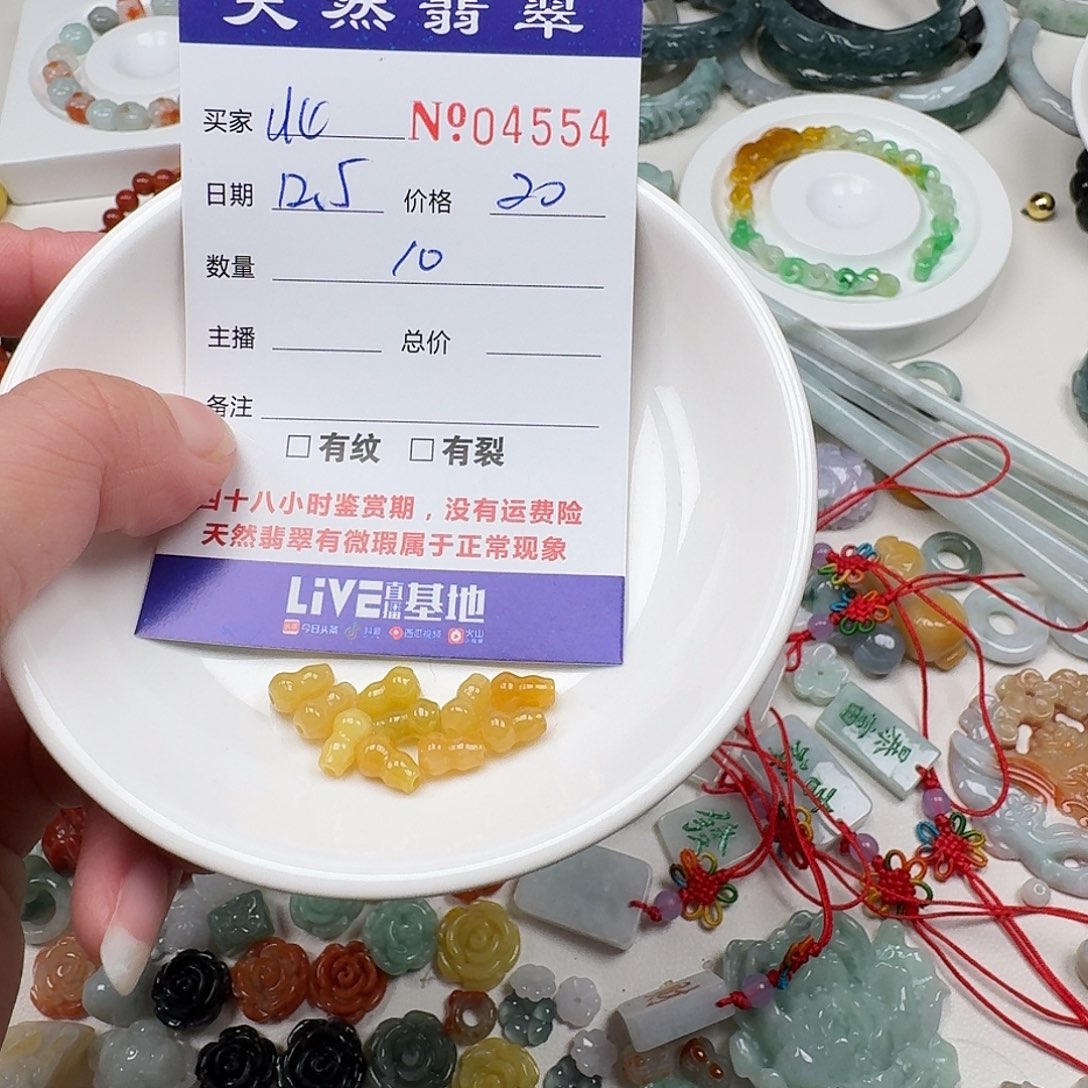 天然翡翠
买家 UU №04554
日期 12.5 价格 20
数量 10
主播 总价
备注
□有纹 □有裂
四十八小时鉴赏期，没有运费险
天然翡翠有微瑕属于正常现象
LiVE直播基地
今日头条 抖音 西瓜视频 火山